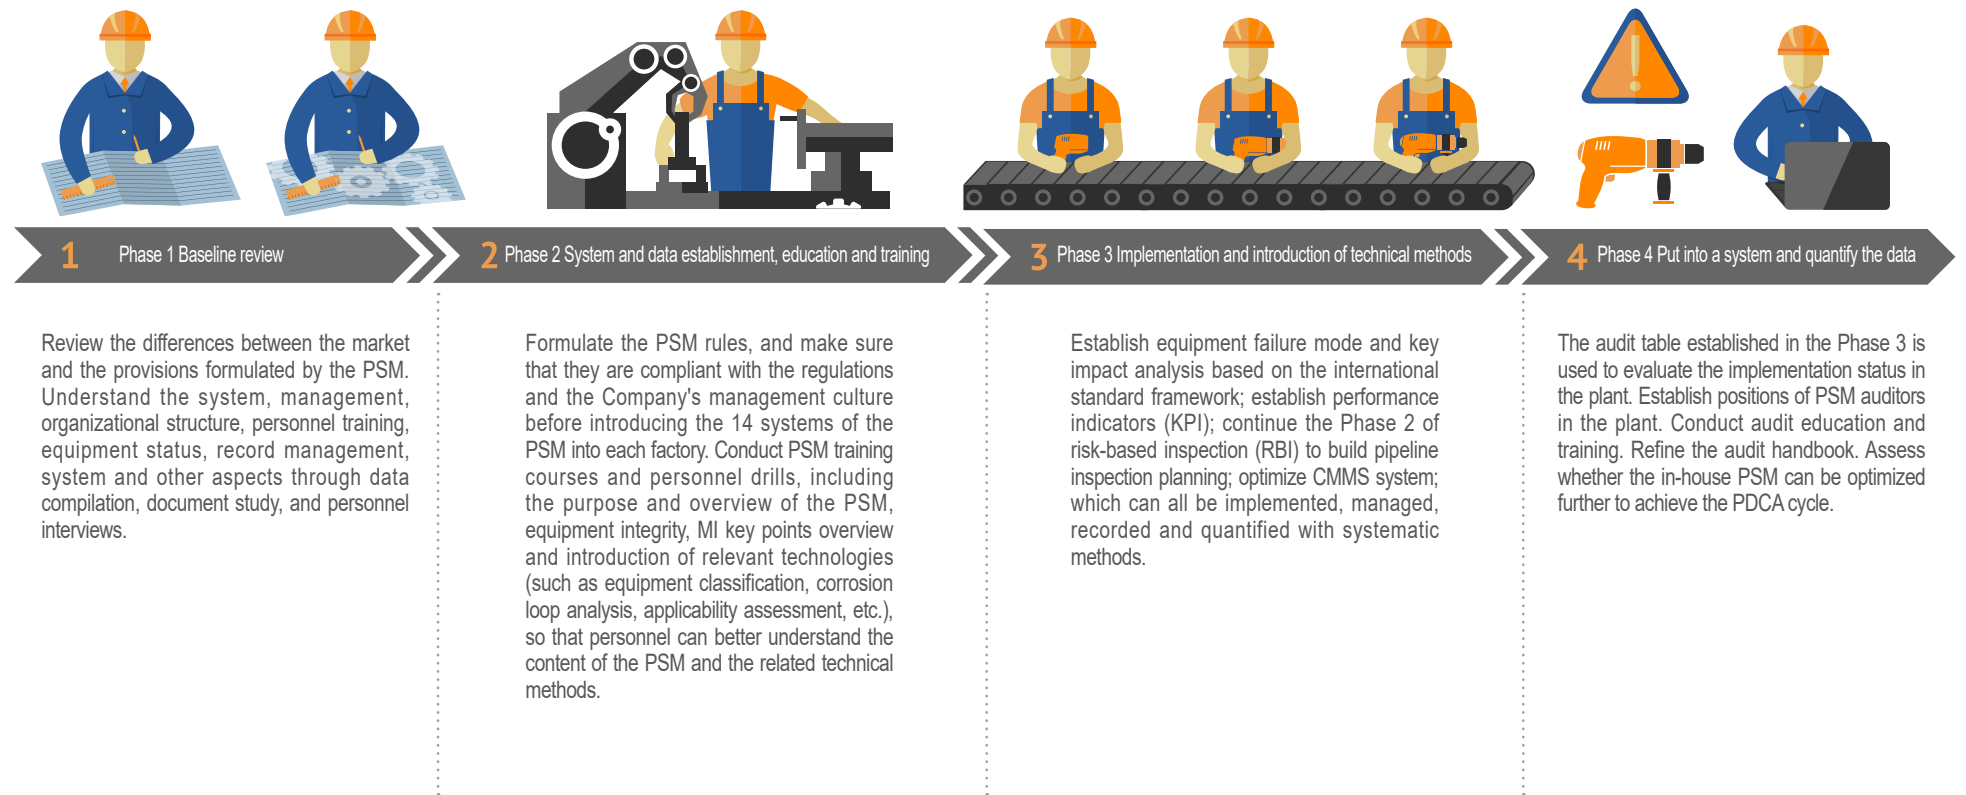 1 Phase 1 Baseline review
Review the differences between the market
and the provisions formulated by the PSM.
Understand the system, management,
organizational structure, personnel training,
equipment status, record management,
system and other aspects through data
compilation, document study, and personnel
interviews.
2 Phase 2 System and data establishment, education and training
Formulate the PSM rules, and make sure
that they are compliant with the regulations
and the Company's management culture
before introducing the 14 systems of the
PSM into each factory. Conduct PSM training
courses and personnel drills, including
the purpose and overview of the PSM,
equipment integrity, MI key points overview
and introduction of relevant technologies
(such as equipment classification, corrosion
loop analysis, applicability assessment, etc.),
so that personnel can better understand the
content of the PSM and the related technical
methods.
3 Phase 3 Implementation and introduction of technical methods
Establish equipment failure mode and key
impact analysis based on the international
standard framework; establish performance
indicators (KPI); continue the Phase 2 of
risk-based inspection (RBI) to build pipeline
inspection planning; optimize CMMS system;
which can all be implemented, managed,
recorded and quantified with systematic
methods.
4 Phase 4 Put into a system and quantify the data
The audit table established in the Phase 3 is
used to evaluate the implementation status in
the plant. Establish positions of PSM auditors
in the plant. Conduct audit education and
training. Refine the audit handbook. Assess
whether the in-house PSM can be optimized
further to achieve the PDCA cycle.